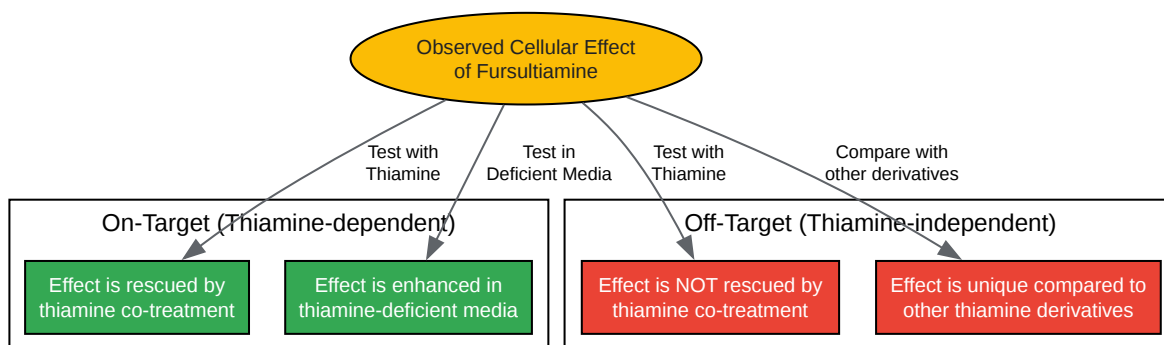 Observed Cellular Effect
of Fursultiamine
Test with
Thiamine
Test in
Deficient Media
Test with
Thiamine
Compare with
other derivatives
On-Target (Thiamine-dependent)
Off-Target (Thiamine-independent)
Effect is rescued by
thiamine co-treatment
Effect is enhanced in
thiamine-deficient media
Effect is NOT rescued by
thiamine co-treatment
Effect is unique compared to
other thiamine derivatives